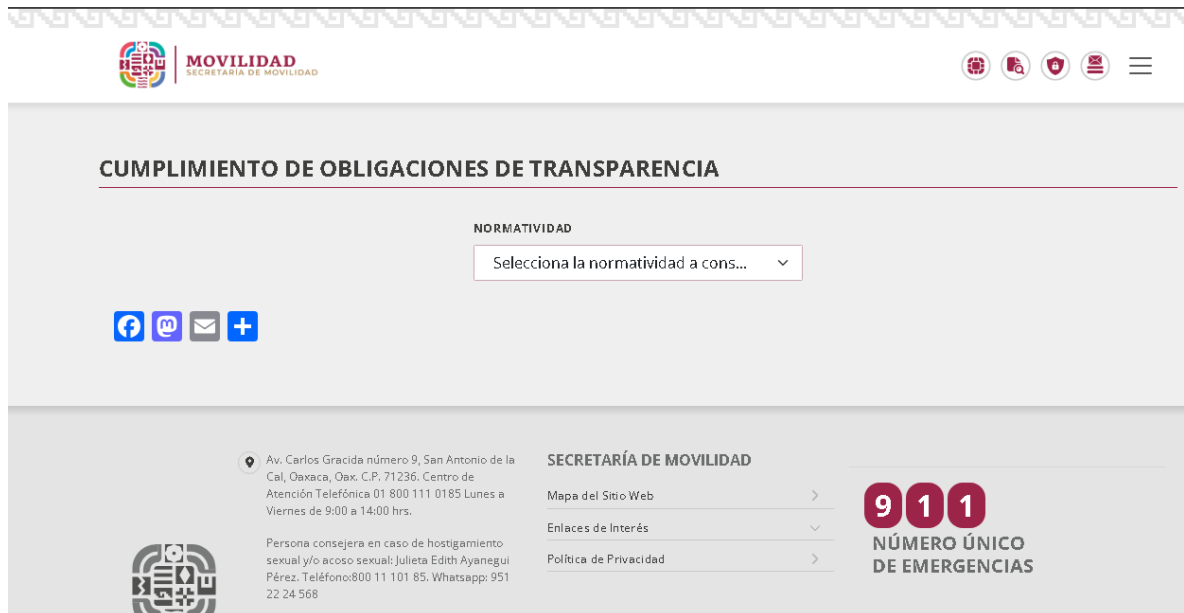 MOVILIDAD
SECRETARÍA DE MOVILIDAD
CUMPLIMIENTO DE OBLIGACIONES DE TRANSPARENCIA
NORMATIVIDAD
Selecciona la normatividad a cons...
Av. Carlos Gracida número 9, San Antonio de la
Cal, Oaxaca, Oax. C.P. 71236. Centro de
Atención Telefónica 01 800 111 0185 Lunes a
Viernes de 9:00 a 14:00 hrs.
Persona consejera en caso de hostigamiento
sexual y/o acoso sexual: Julieta Edith Ayanegui
Pérez. Teléfono:800 11 101 85. Whatsapp: 951
22 24 568
SECRETARÍA DE MOVILIDAD
Mapa del Sitio Web
Enlaces de Interés
Política de Privacidad
911
NÚMERO ÚNICO
DE EMERGENCIAS